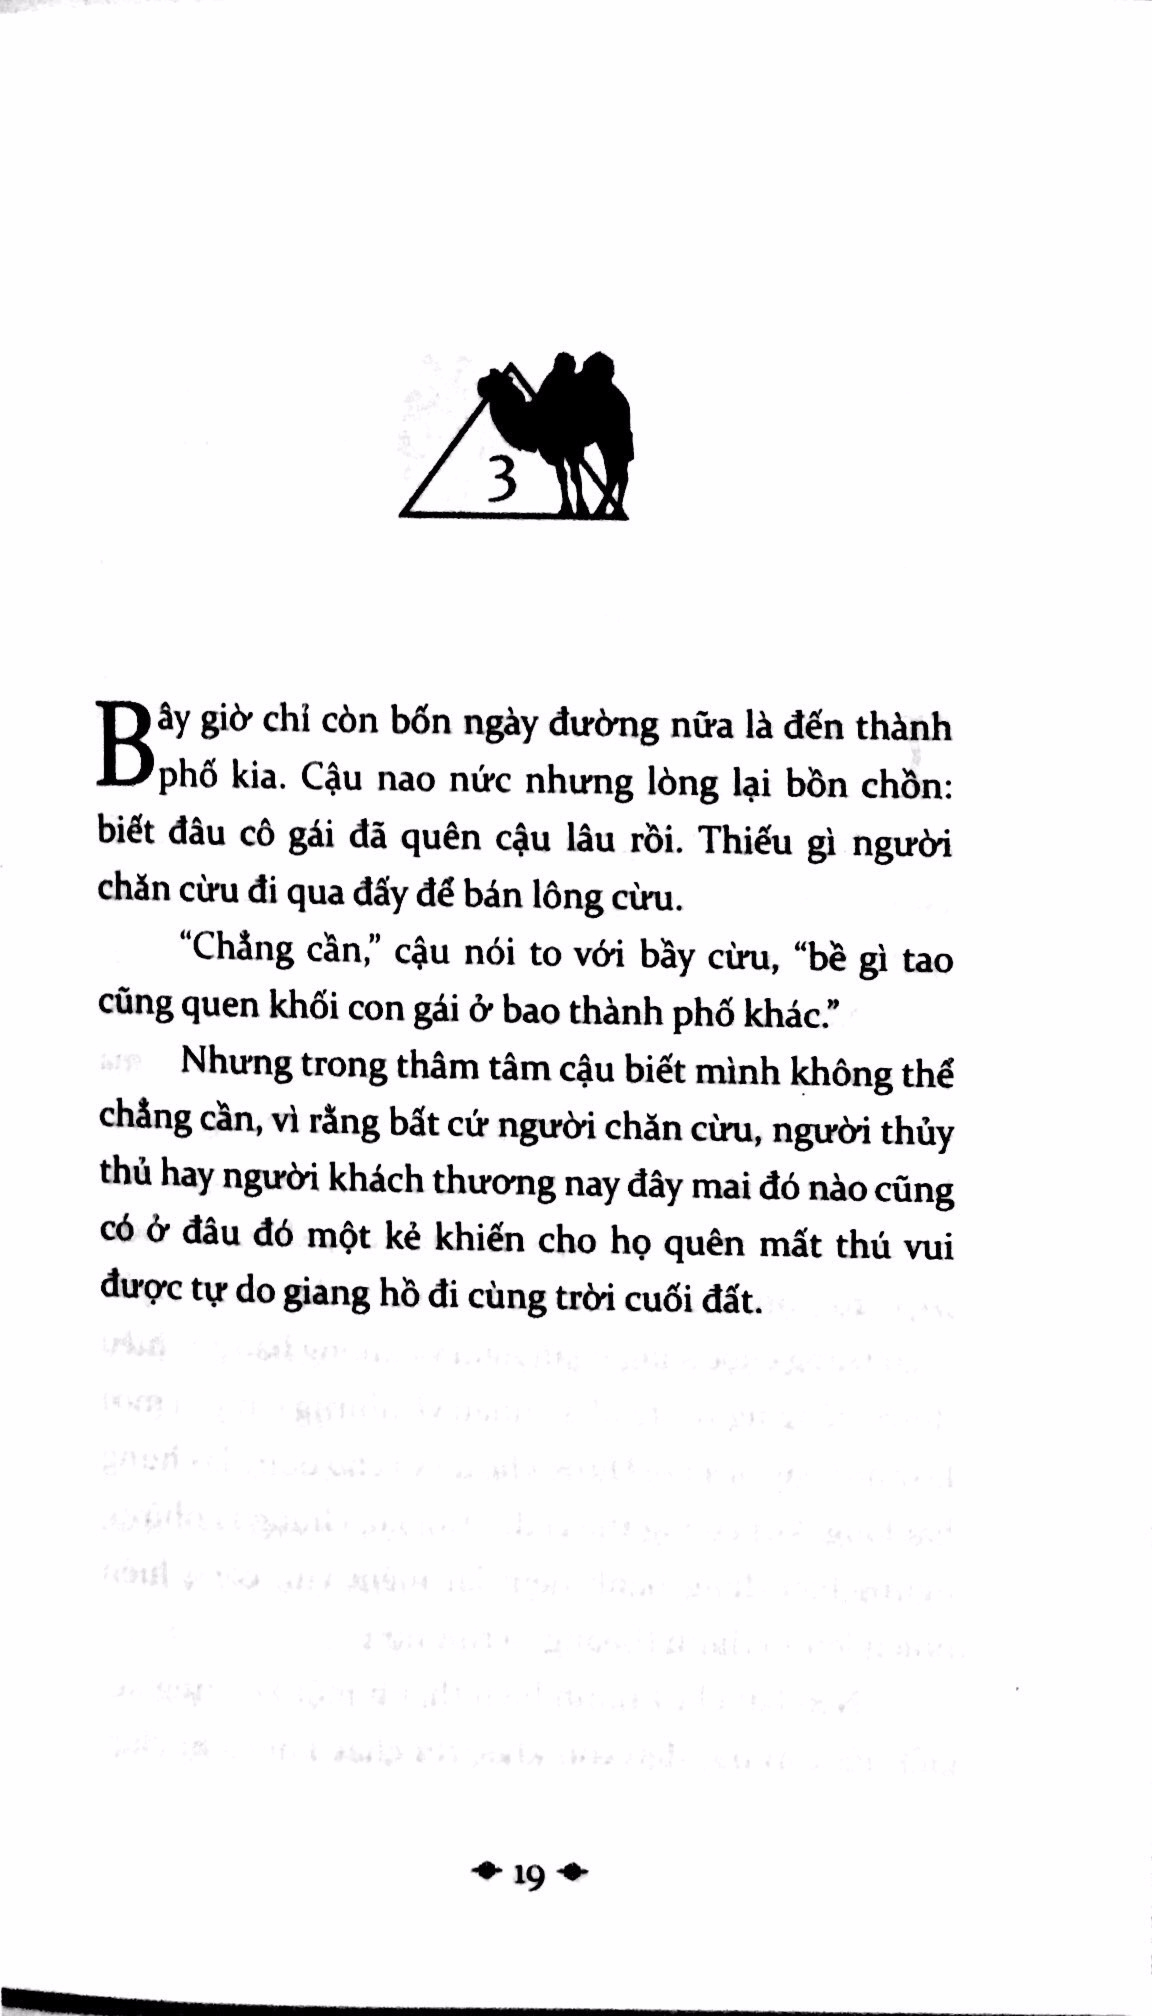 3
Bây giờ chỉ còn bốn ngày đường nữa là đến thành
phố kia. Cậu nao nức nhưng lòng lại bồn chồn:
biết đâu cô gái đã quên cậu lâu rồi. Thiếu gì người
chăn cừu đi qua đấy để bán lông cừu.
“Chẳng cần,” cậu nói to với bầy cừu, “bề gì tao
cũng quen khối con gái ở bao thành phố khác.”
Nhưng trong thâm tâm cậu biết mình không thể
chẳng cần, vì rằng bất cứ người chăn cừu, người thủy
thủ hay người khách thương nay đây mai đó nào cũng
có ở đâu đó một kẻ khiến cho họ quên mất thú vui
được tự do giang hồ đi cùng trời cuối đất.
19